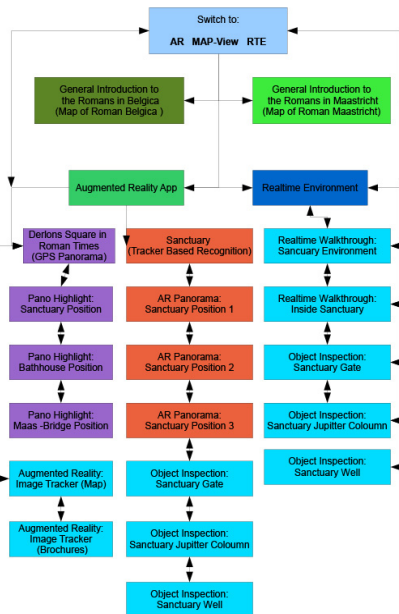 Switch to:
AR MAP-View RTE
General Introduction to
the Romans in Belgica
(Map of Roman Belgica )
General Introduction to
the Romans in Maastricht
(Map of Roman Maastricht)
Augmented Reality App
Realtime Environment
Derlons Square in
Roman Times
(GPS Panorama)
Sanctuary
(Tracker Based Recognition)
Realtime Walkthrough:
Sancuary Environment
Pano Highlight:
Sanctuary Position
AR Panorama:
Sanctuary Position 1
Realtime Walkthrough:
Inside Sanctuary
Pano Highlight:
Bathhouse Position
AR Panorama:
Sanctuary Position 2
Object Inspection:
Sanctuary Gate
Pano Highlight:
Maas -Bridge Position
AR Panorama:
Sanctuary Position 3
Object Inspection:
Sanctuary Jupitter Coloumn
Augmented Reality:
Image Tracker (Map)
Object Inspection:
Sanctuary Gate
Object Inspection:
Sanctuary Well
Augmented Reality:
Image Tracker
(Brochures)
Object Inspection:
Sanctuary Jupitter Coloumn
Object Inspection:
Sanctuary Well